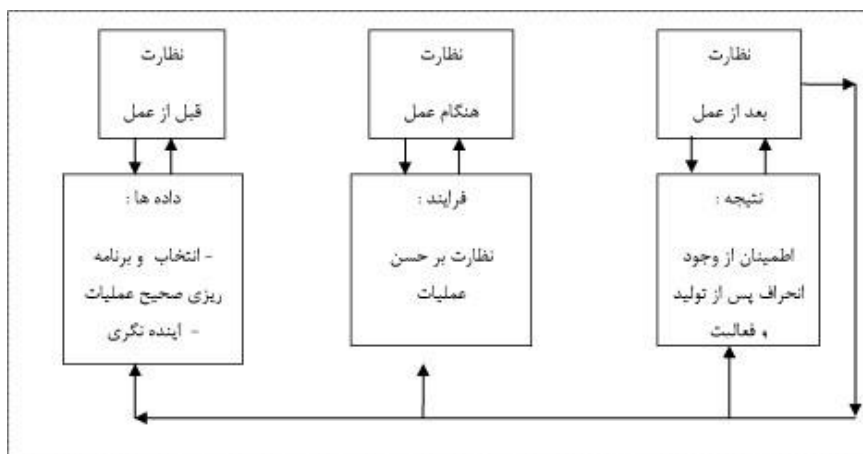 نظارت
قبل از عمل
نظارت
هنگام عمل
نظارت
بعد از عمل
داده ها :
- انتخاب و برنامه
ریزی صحیح عملیات
- اینده نگری
فرایند :
نظارت بر حسن
عملیات
نتیجه :
اطمینان از وجود
انحراف پس از تولید
و فعالیت